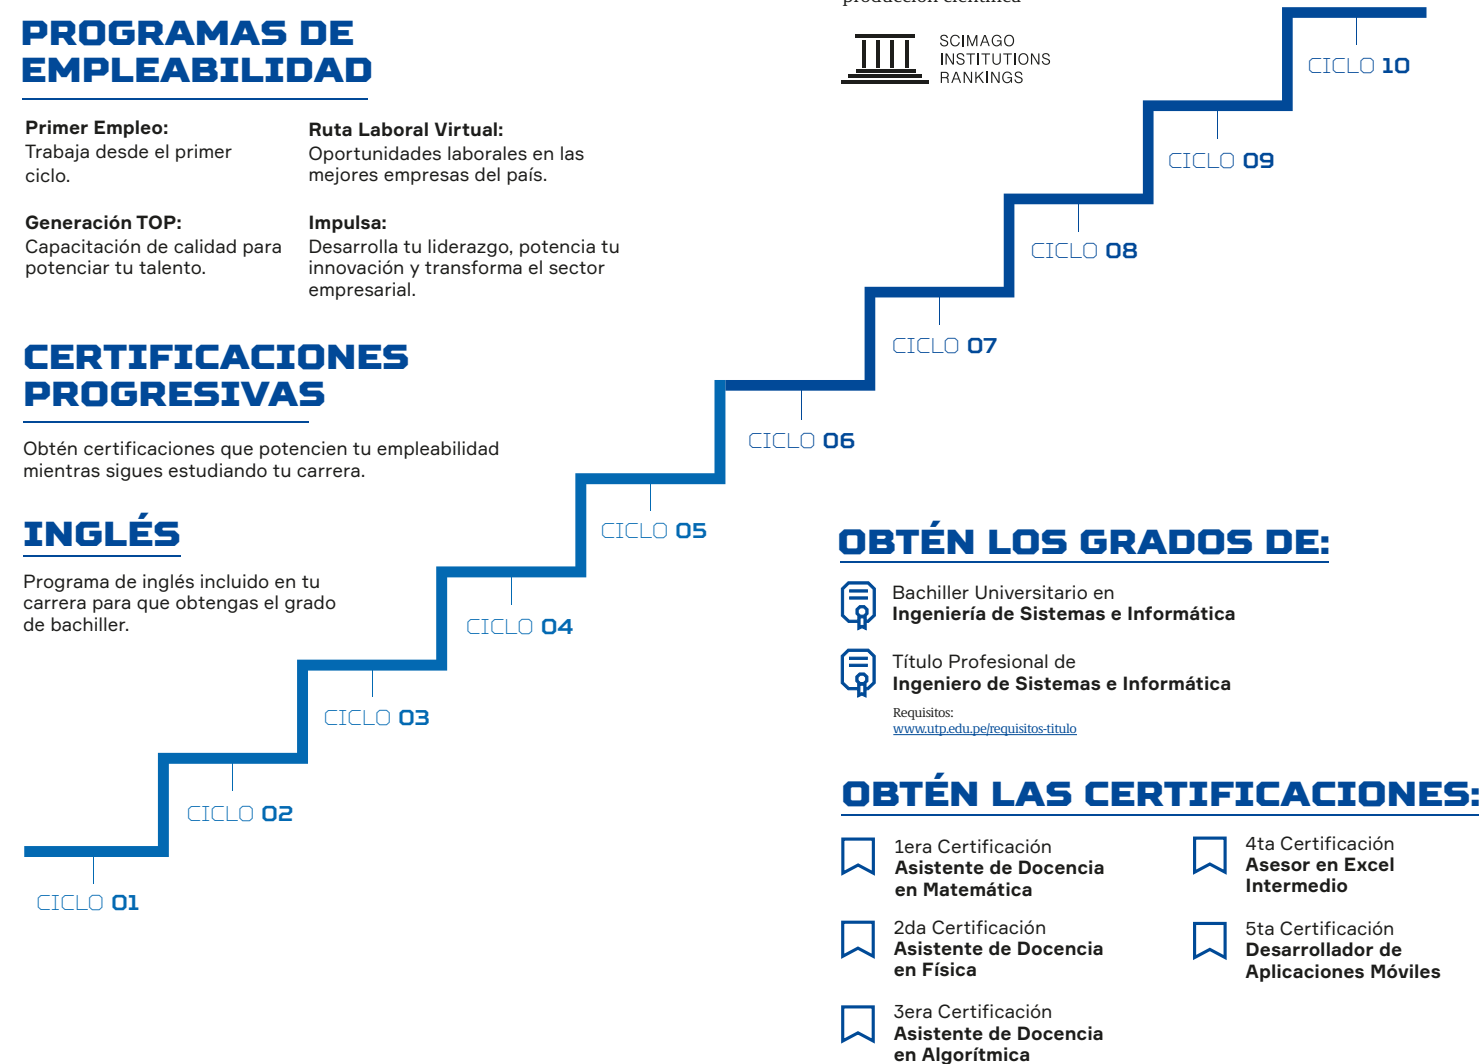 PROGRAMAS DE
EMPLEABILIDAD
Primer Empleo:
Trabaja desde el primer
ciclo.
Ruta Laboral Virtual:
Oportunidades laborales en las
mejores empresas del país.
Generación TOP:
Capacitación de calidad para
potenciar tu talento.
Impulsa:
Desarrolla tu liderazgo, potencia tu
innovación y transforma el sector
empresarial.
CERTIFICACIONES
PROGRESIVAS
Obtén certificaciones que potencien tu empleabilidad
mientras sigues estudiando tu carrera.
INGLÉS
Programa de inglés incluido en tu
carrera para que obtengas el grado
de bachiller.
CICLO 01
CICLO 02
CICLO 03
CICLO 04
CICLO 05
CICLO 06
CICLO 07
CICLO 08
CICLO 09
CICLO 10
producción científica
SCIMAGO
INSTITUTIONS
RANKINGS
OBTÉN LOS GRADOS DE:
Bachiller Universitario en
Ingeniería de Sistemas e Informática
Título Profesional de
Ingeniero de Sistemas e Informática
Requisitos:
www.utp.edu.pe/requisitos-titulo
OBTÉN LAS CERTIFICACIONES:
1era Certificación
Asistente de Docencia
en Matemática
2da Certificación
Asistente de Docencia
en Física
3era Certificación
Asistente de Docencia
en Algorítmica
4ta Certificación
Asesor en Excel
Intermedio
5ta Certificación
Desarrollador de
Aplicaciones Móviles